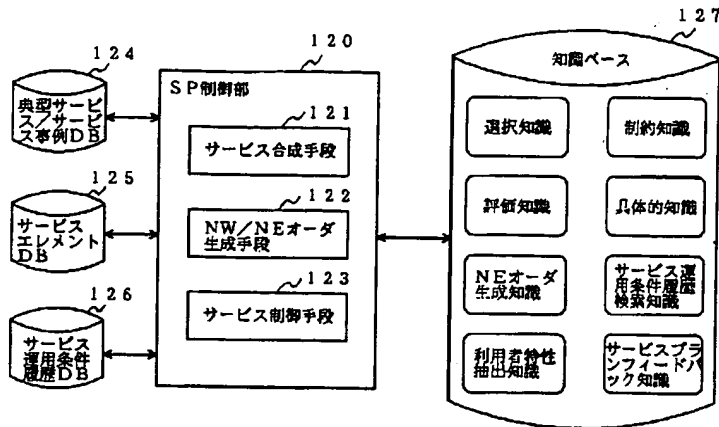 124
典型サービ
ス/サービ
ス事例DB
125
サービス
エレメント
DB
126
サービス
運用条件
履歴DB
120
SP制御部
121
サービス合成手段
122
NW/NEオーダ
生成手段
123
サービス制御手段
127
知識ベース
選択知識
制約知識
評価知識
具体的知識
NEオーダ
生成知識
サービス運
用条件履歴
検索知識
利用者特性
抽出知識
サービスプラ
ンフィードバ
ック知識